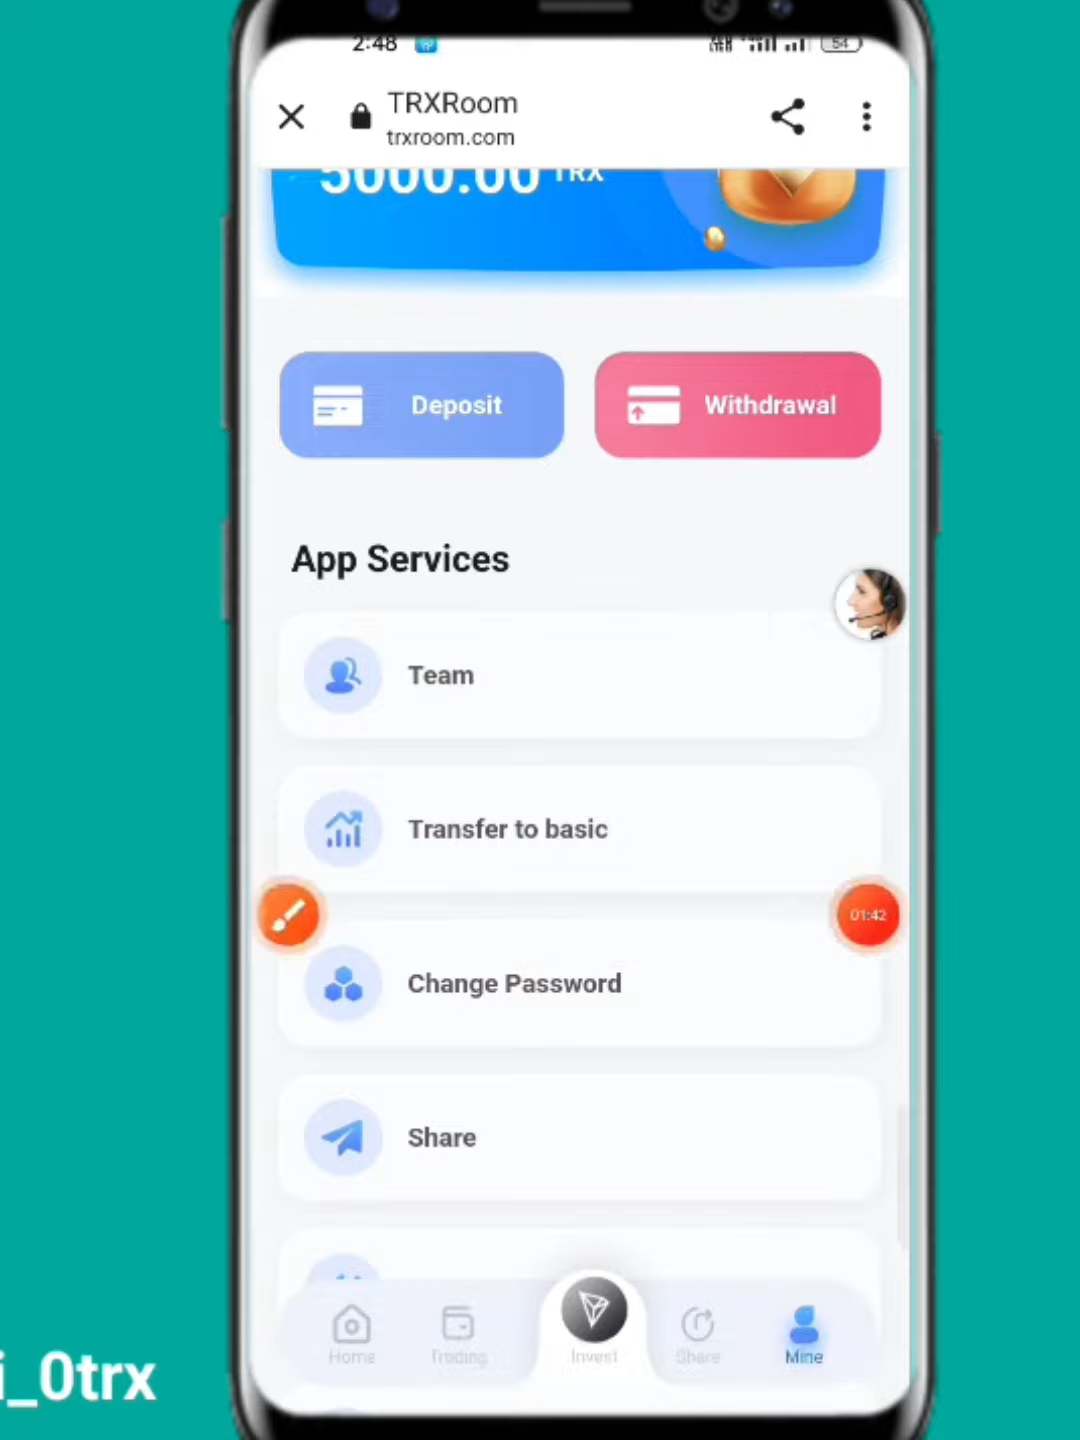 2:48
54
TRXRoom
trxroom.com
5000.00 TRX
Deposit
Withdrawal
App Services
Team
Transfer to basic
01:42
Change Password
Share
Home
Trading
Invest
Share
Mine
i_0trx